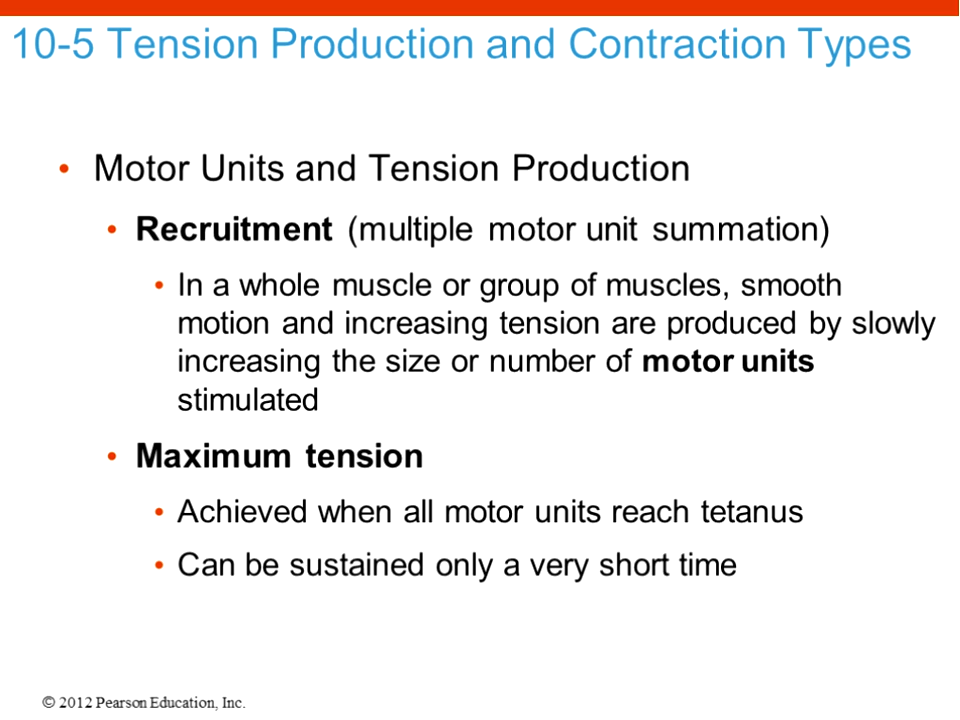 10-5 Tension Production and Contraction Types
• Motor Units and Tension Production
• Recruitment (multiple motor unit summation)
• In a whole muscle or group of muscles, smooth
motion and increasing tension are produced by slowly
increasing the size or number of motor units
stimulated
• Maximum tension
• Achieved when all motor units reach tetanus
• Can be sustained only a very short time
© 2012 Pearson Education, Inc.